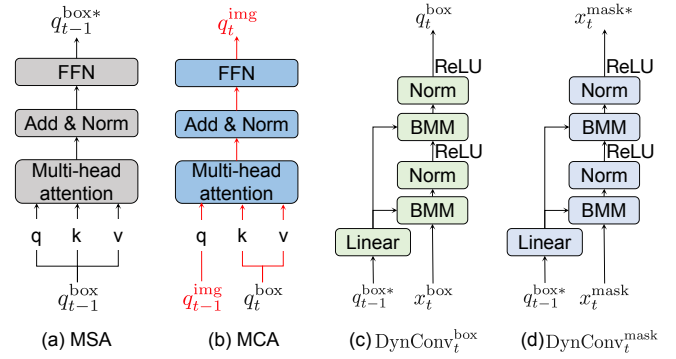 q_{t-1}^{box*}
FFN
Add & Norm
Multi-head
attention
q k v
q_{t-1}^{box}
(a) MSA
q_t^{img}
FFN
Add & Norm
Multi-head
attention
q k v
q_{t-1}^{img} q_t^{box}
(b) MCA
q_t^{box}
ReLU
Norm
BMM
ReLU
Norm
BMM
Linear
q_{t-1}^{box*} x_t^{box}
(c) DynConv_t^{box}
x_t^{mask*}
ReLU
Norm
BMM
ReLU
Norm
BMM
Linear
q_{t-1}^{box*} x_t^{mask}
(d) DynConv_t^{mask}